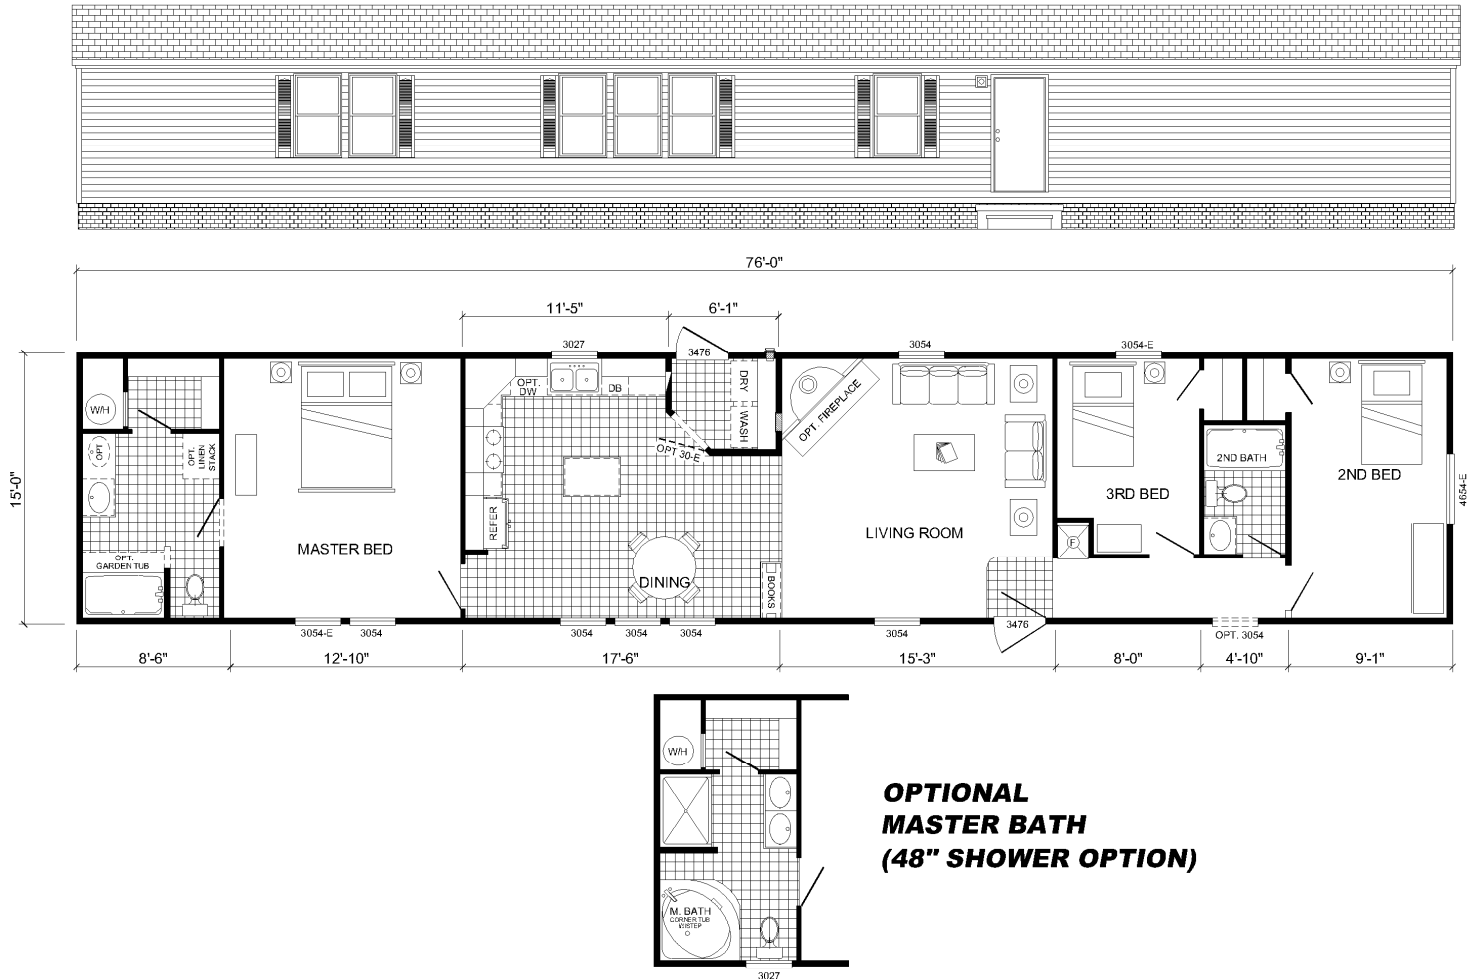 76'-0"
11'-5"
6'-1"
3027
3476
3054
3054-E
15'-0"
W/H
OPT.
DW
DB
DRY
WASH
OPT. FIREPLACE
OPT
OPT.
LINEN
STACK
OPT 30-E
2ND BATH
2ND BED
4654-E
3RD BED
REFER
LIVING ROOM
MASTER BED
F
OPT.
GARDEN TUB
DINING
BOOKS
3054-E
3054
3054
3054
3054
3054
3476
OPT. 3054
8'-6"
12'-10"
17'-6"
15'-3"
8'-0"
4'-10"
9'-1"
W/H
OPTIONAL
MASTER BATH
(48" SHOWER OPTION)
M. BATH
CORNER TUB
W/STEP
3027